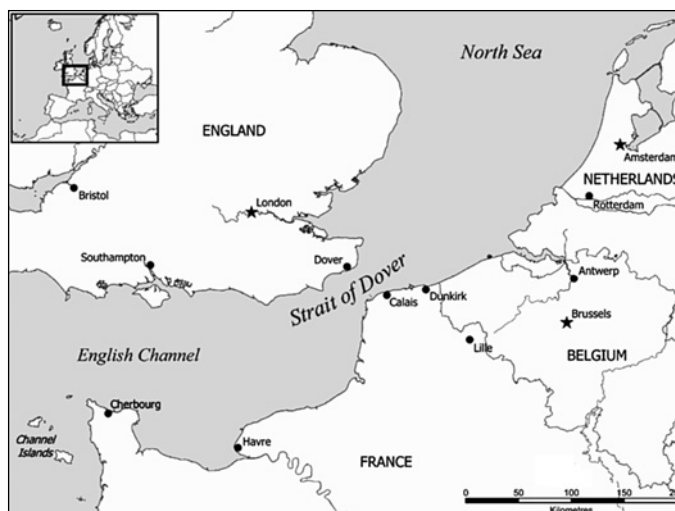 North Sea
ENGLAND
Amsterdam
NETHERLANDS
Bristol
London
Rotterdam
Southampton
Dover
Strait of Dover
Antwerp
Calais
Dunkirk
Brussels
English Channel
Lille
BELGIUM
Cherbourg
Channel
Islands
Havre
FRANCE
0 50 100 150
Kilometres